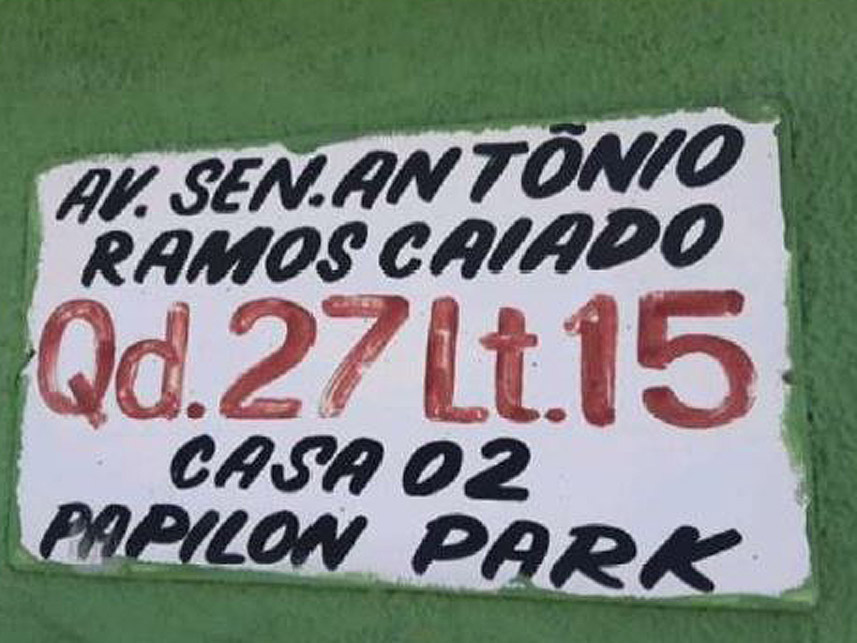 AV. SEN. ANTÔNIO
RAMOS CAIADO
Qd. 27 Lt. 15
CASA 02
PAPILON PARK